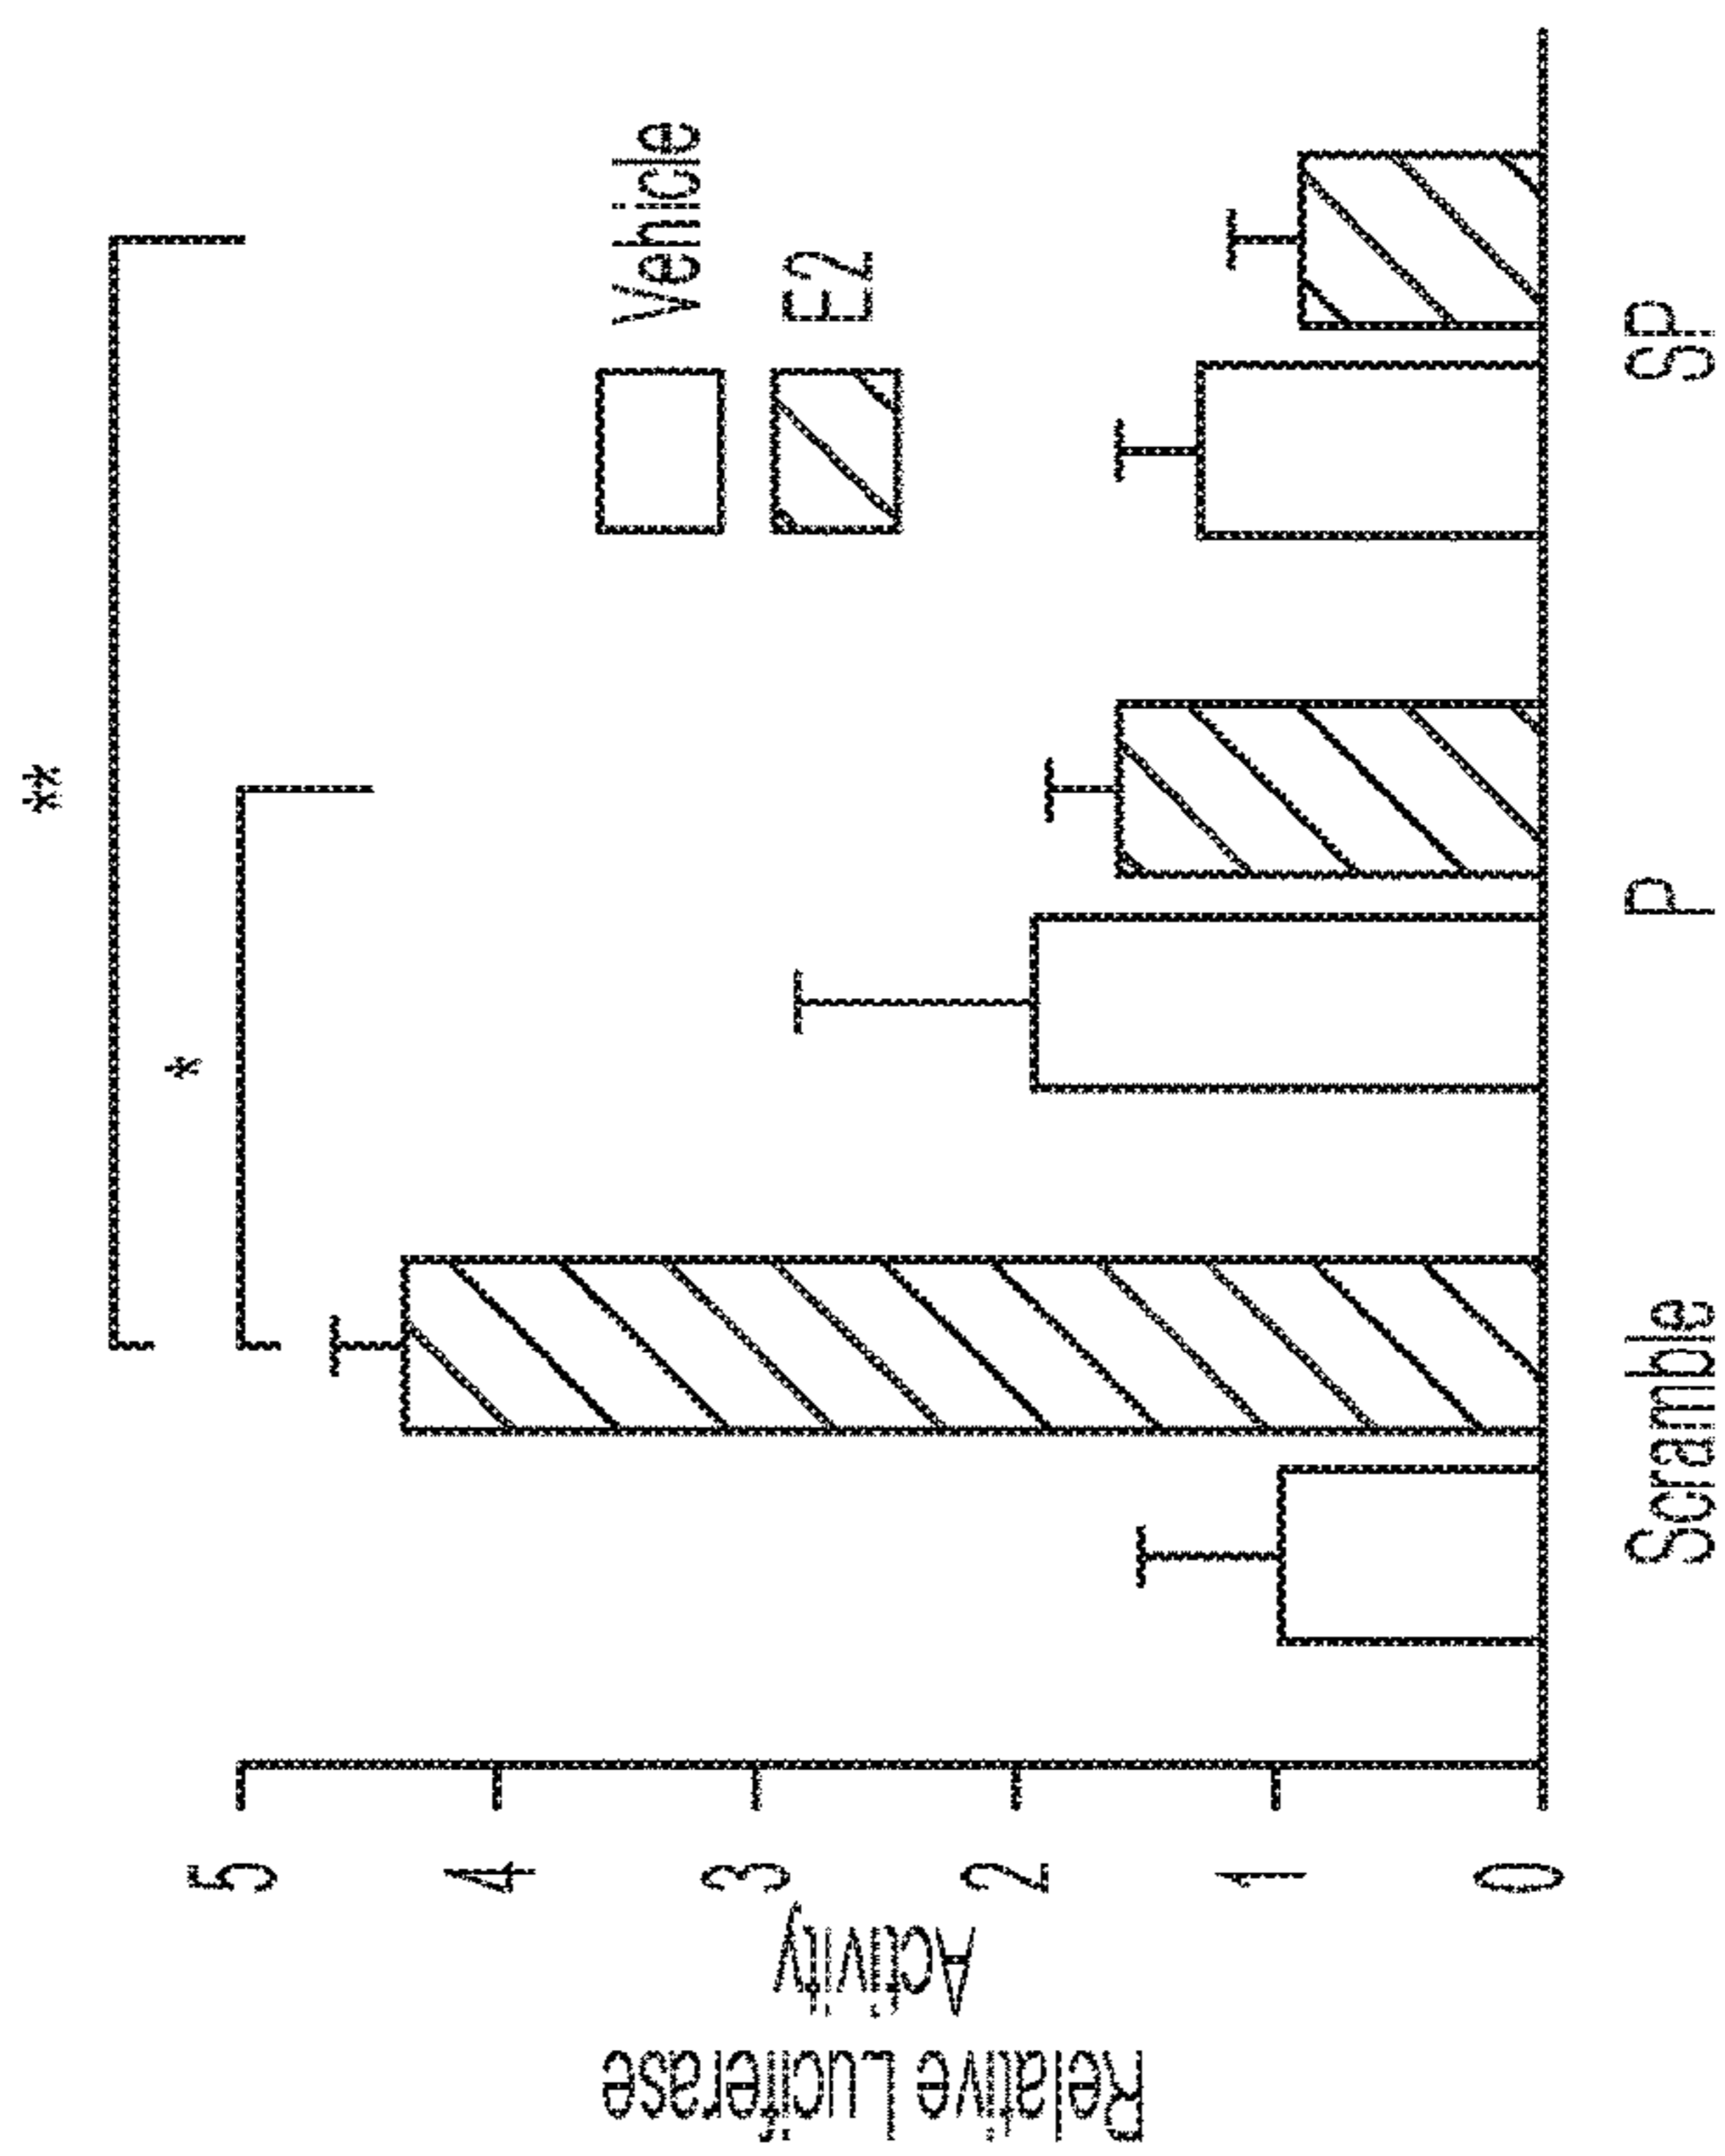 **
*
Vehicle
E2
5
4
3
2
1
0
Relative Luciferase
Activity
Scramble
P
SP